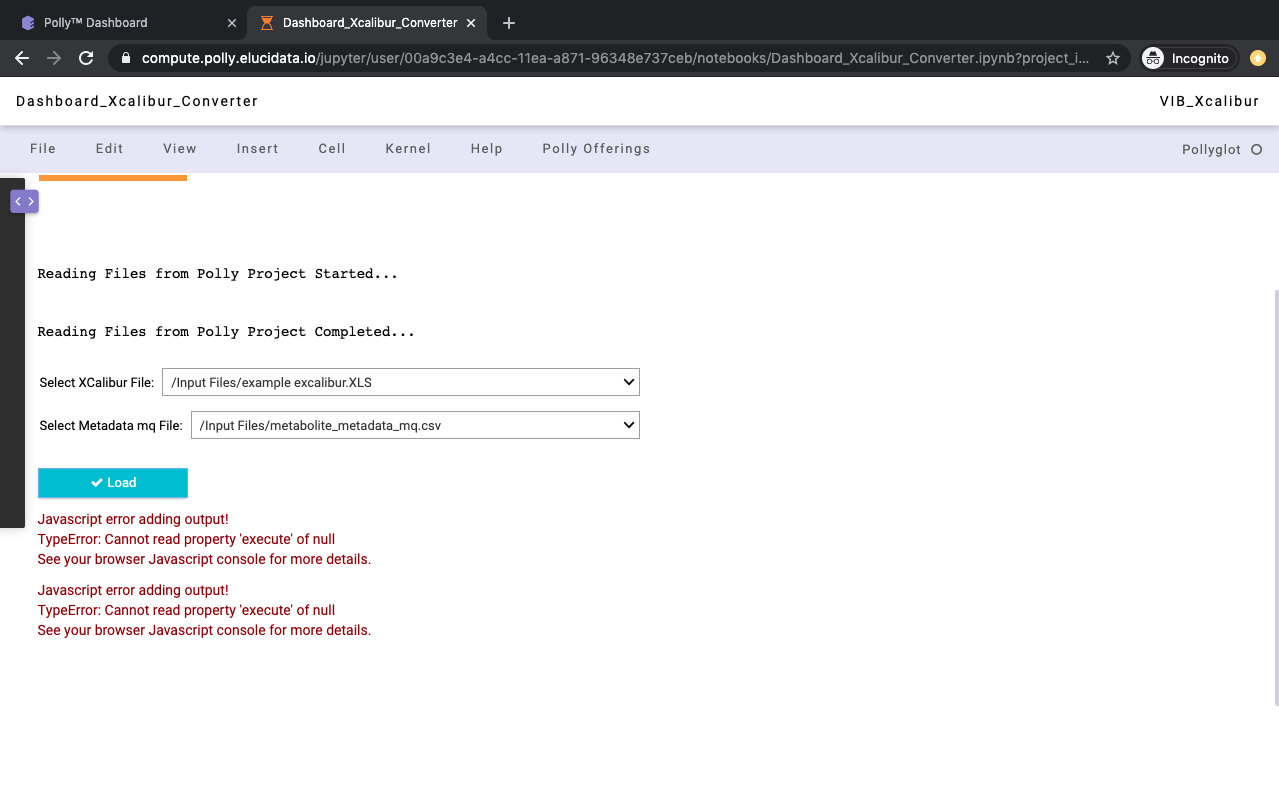 Polly™ Dashboard
Dashboard_Xcalibur_Converter
compute.polly.elucidata.io/jupyter/user/00a9c3e4-a4cc-11ea-a871-96348e737ceb/notebooks/Dashboard_Xcalibur_Converter.ipynb?project_i...
Incognito
Dashboard_Xcalibur_Converter
VIB_Xcalibur
File Edit View Insert Cell Kernel Help Polly Offerings
Pollyglot
Reading Files from Polly Project Started...
Reading Files from Polly Project Completed...
Select XCalibur File: /Input Files/example excalibur.XLS
Select Metadata mq File: /Input Files/metabolite_metadata_mq.csv
Load
Javascript error adding output!
TypeError: Cannot read property 'execute' of null
See your browser Javascript console for more details.
Javascript error adding output!
TypeError: Cannot read property 'execute' of null
See your browser Javascript console for more details.